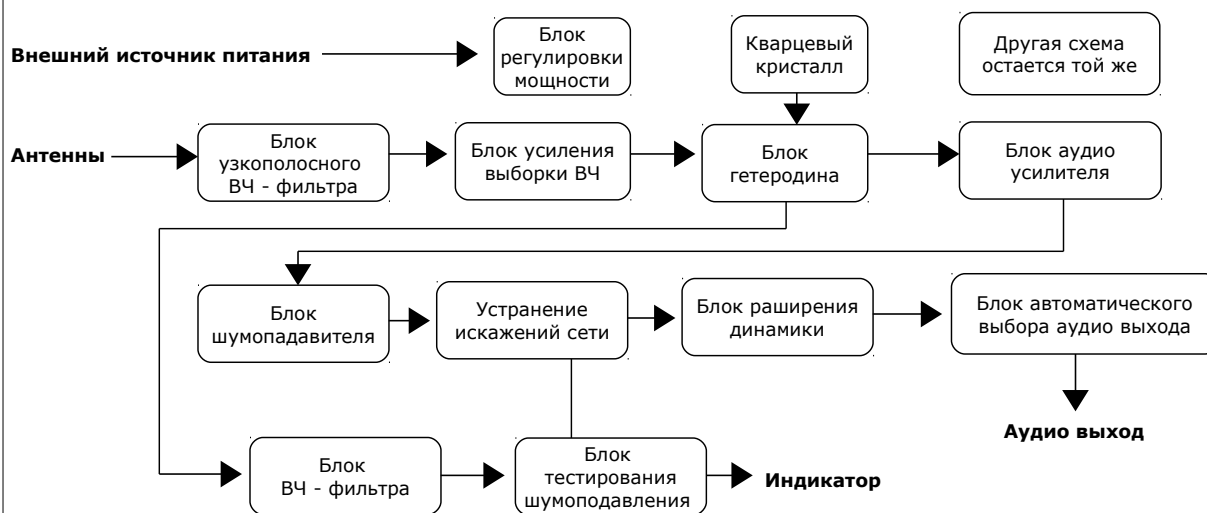 Внешний источник питания
Блок
регулировки
мощности
Кварцевый
кристалл
Другая схема
остается той же
Антенны
Блок
узкополосного
ВЧ - фильтра
Блок усиления
выборки ВЧ
Блок
гетеродина
Блок аудио
усилителя
Блок
шумопадавителя
Устранение
искажений сети
Блок раширения
динамики
Блок автоматического
выбора аудио выхода
Аудио выход
Блок
ВЧ - фильтра
Блок
тестирования
шумоподавления
Индикатор